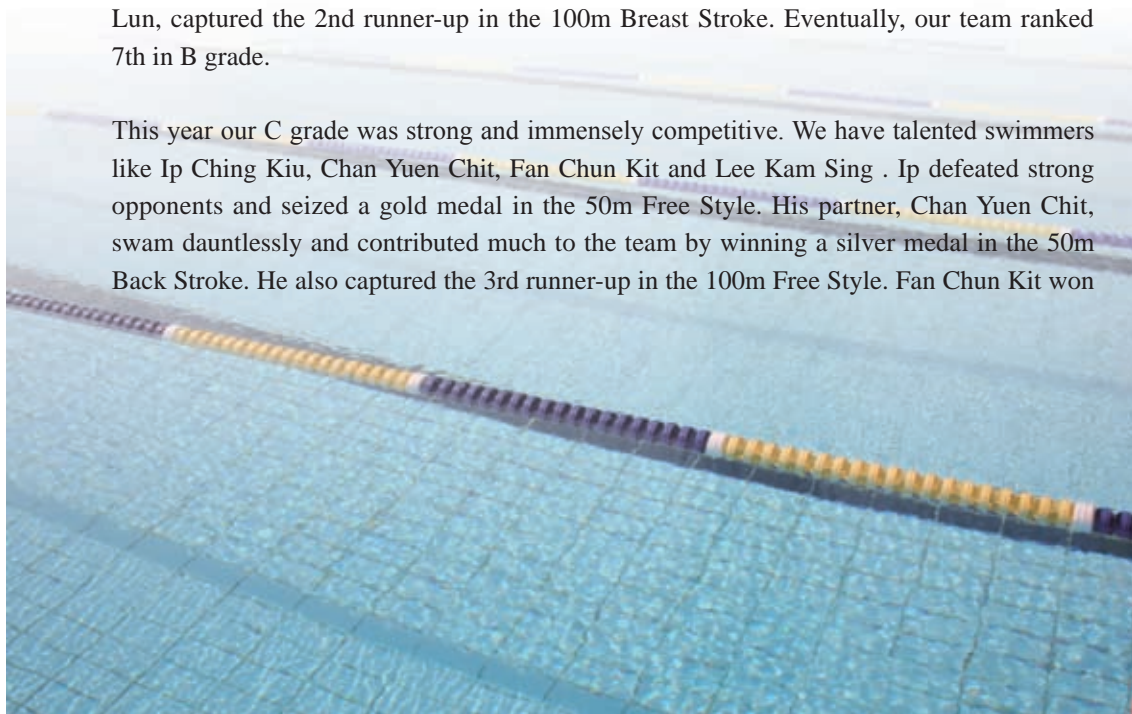 Lun, captured the 2nd runner-up in the 100m Breast Stroke. Eventually, our team ranked
7th in B grade.
This year our C grade was strong and immensely competitive. We have talented swimmers
like Ip Ching Kiu, Chan Yuen Chit, Fan Chun Kit and Lee Kam Sing . Ip defeated strong
opponents and seized a gold medal in the 50m Free Style. His partner, Chan Yuen Chit,
swam dauntlessly and contributed much to the team by winning a silver medal in the 50m
Back Stroke. He also captured the 3rd runner-up in the 100m Free Style. Fan Chun Kit won